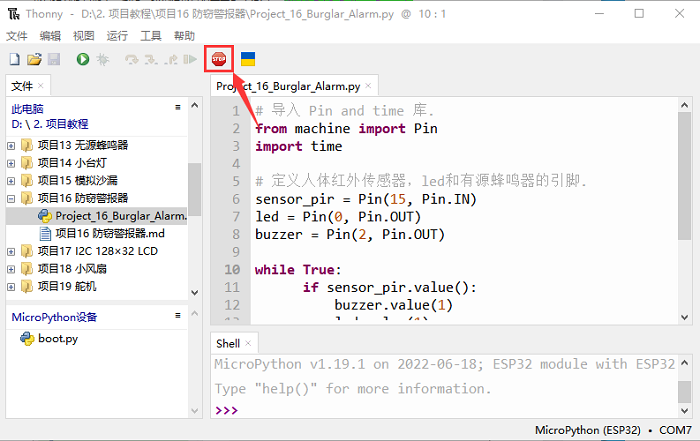 Thonny - D:\2. 项目教程\项目16 防窃警报器\Project_16_Burglar_Alarm.py @ 10 : 1
文件 编辑 视图 运行 工具 帮助
STOP
文件 ×
此电脑
D: \ 2. 项目教程
项目13 无源蜂鸣器
项目14 小台灯
项目15 模拟沙漏
项目16 防窃警报器
Project_16_Burglar_Alarm.
项目16 防窃警报器.md
项目17 I2C 128×32 LCD
项目18 小风扇
项目19 舵机
MicroPython设备
boot.py
Project_16_Burglar_Alarm.py ×
1 # 导入 Pin and time 库.
2 from machine import Pin
3 import time
4
5 # 定义人体红外传感器，led和有源蜂鸣器的引脚.
6 sensor_pir = Pin(15, Pin.IN)
7 led = Pin(0, Pin.OUT)
8 buzzer = Pin(2, Pin.OUT)
9
10 while True:
11 if sensor_pir.value():
12 buzzer.value(1)
Shell ×
MicroPython v1.19.1 on 2022-06-18; ESP32 module with ESP32
Type "help()" for more information.
>>>
MicroPython (ESP32) • COM7